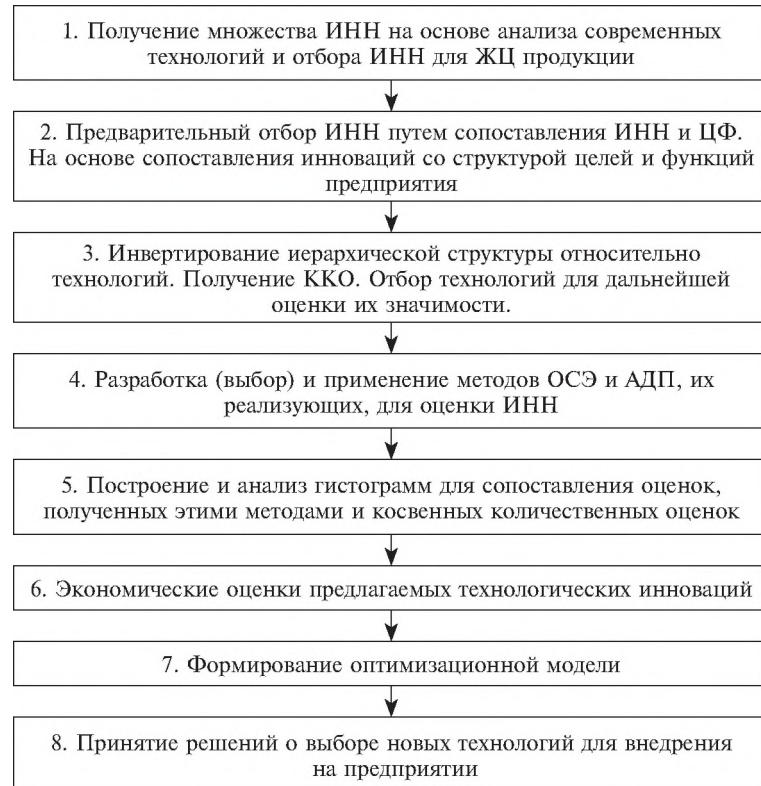 1. Получение множества ИНН на основе анализа современных
технологий и отбора ИНН для ЖЦ продукции
2. Предварительный отбор ИНН путем сопоставления ИНН и ЦФ.
На основе сопоставления инноваций со структурой целей и функций
предприятия
3. Инвертирование иерархической структуры относительно
технологий. Получение ККО. Отбор технологий для дальнейшей
оценки их значимости.
4. Разработка (выбор) и применение методов ОСЭ и АДП, их
реализующих, для оценки ИНН
5. Построение и анализ гистограмм для сопоставления оценок,
полученных этими методами и косвенных количественных оценок
6. Экономические оценки предлагаемых технологических инноваций
7. Формирование оптимизационной модели
8. Принятие решений о выборе новых технологий для внедрения
на предприятии